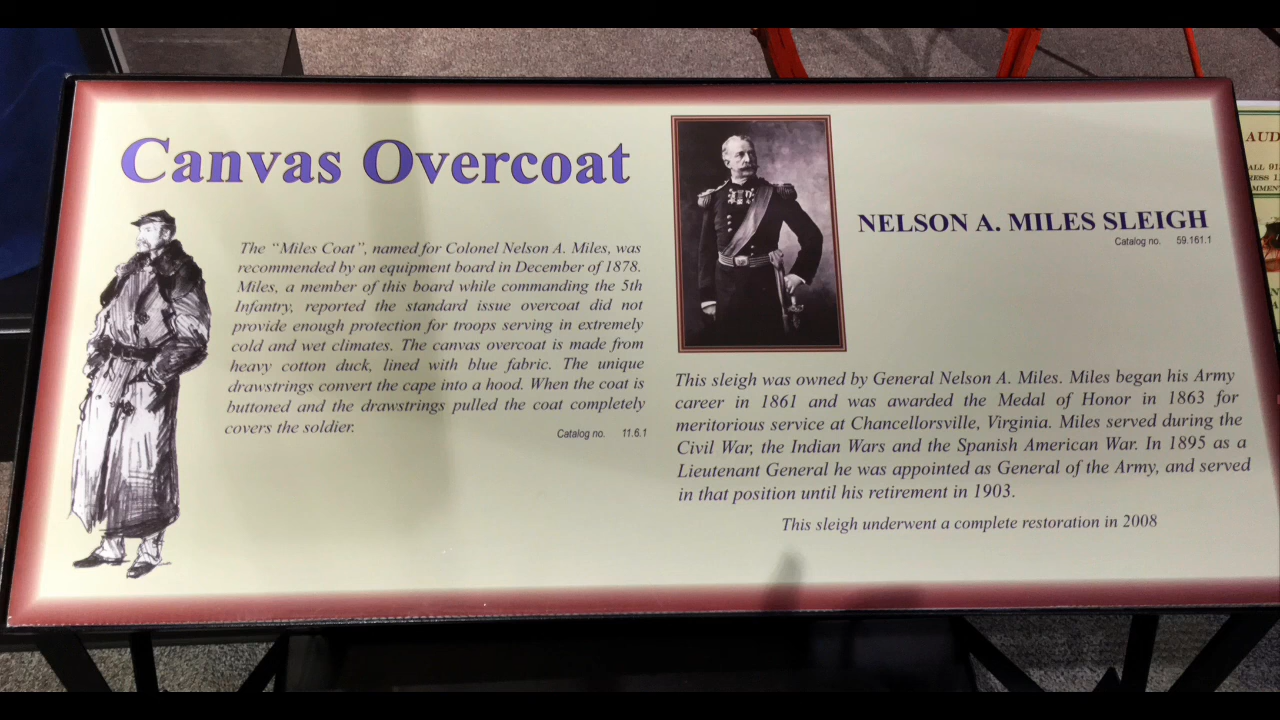 Canvas Overcoat
The “Miles Coat”, named for Colonel Nelson A. Miles, was
recommended by an equipment board in December of 1878.
Miles, a member of this board while commanding the 5th
Infantry, reported the standard issue overcoat did not
provide enough protection for troops serving in extremely
cold and wet climates. The canvas overcoat is made from
heavy cotton duck, lined with blue fabric. The unique
drawstrings convert the cape into a hood. When the coat is
buttoned and the drawstrings pulled the coat completely
covers the soldier.
Catalog no. 11.6.1
NELSON A. MILES SLEIGH
Catalog no. 59.161.1
This sleigh was owned by General Nelson A. Miles. Miles began his Army
career in 1861 and was awarded the Medal of Honor in 1863 for
meritorious service at Chancellorsville, Virginia. Miles served during the
Civil War, the Indian Wars and the Spanish American War. In 1895 as a
Lieutenant General he was appointed as General of the Army, and served
in that position until his retirement in 1903.
This sleigh underwent a complete restoration in 2008
AUD
ALL 91